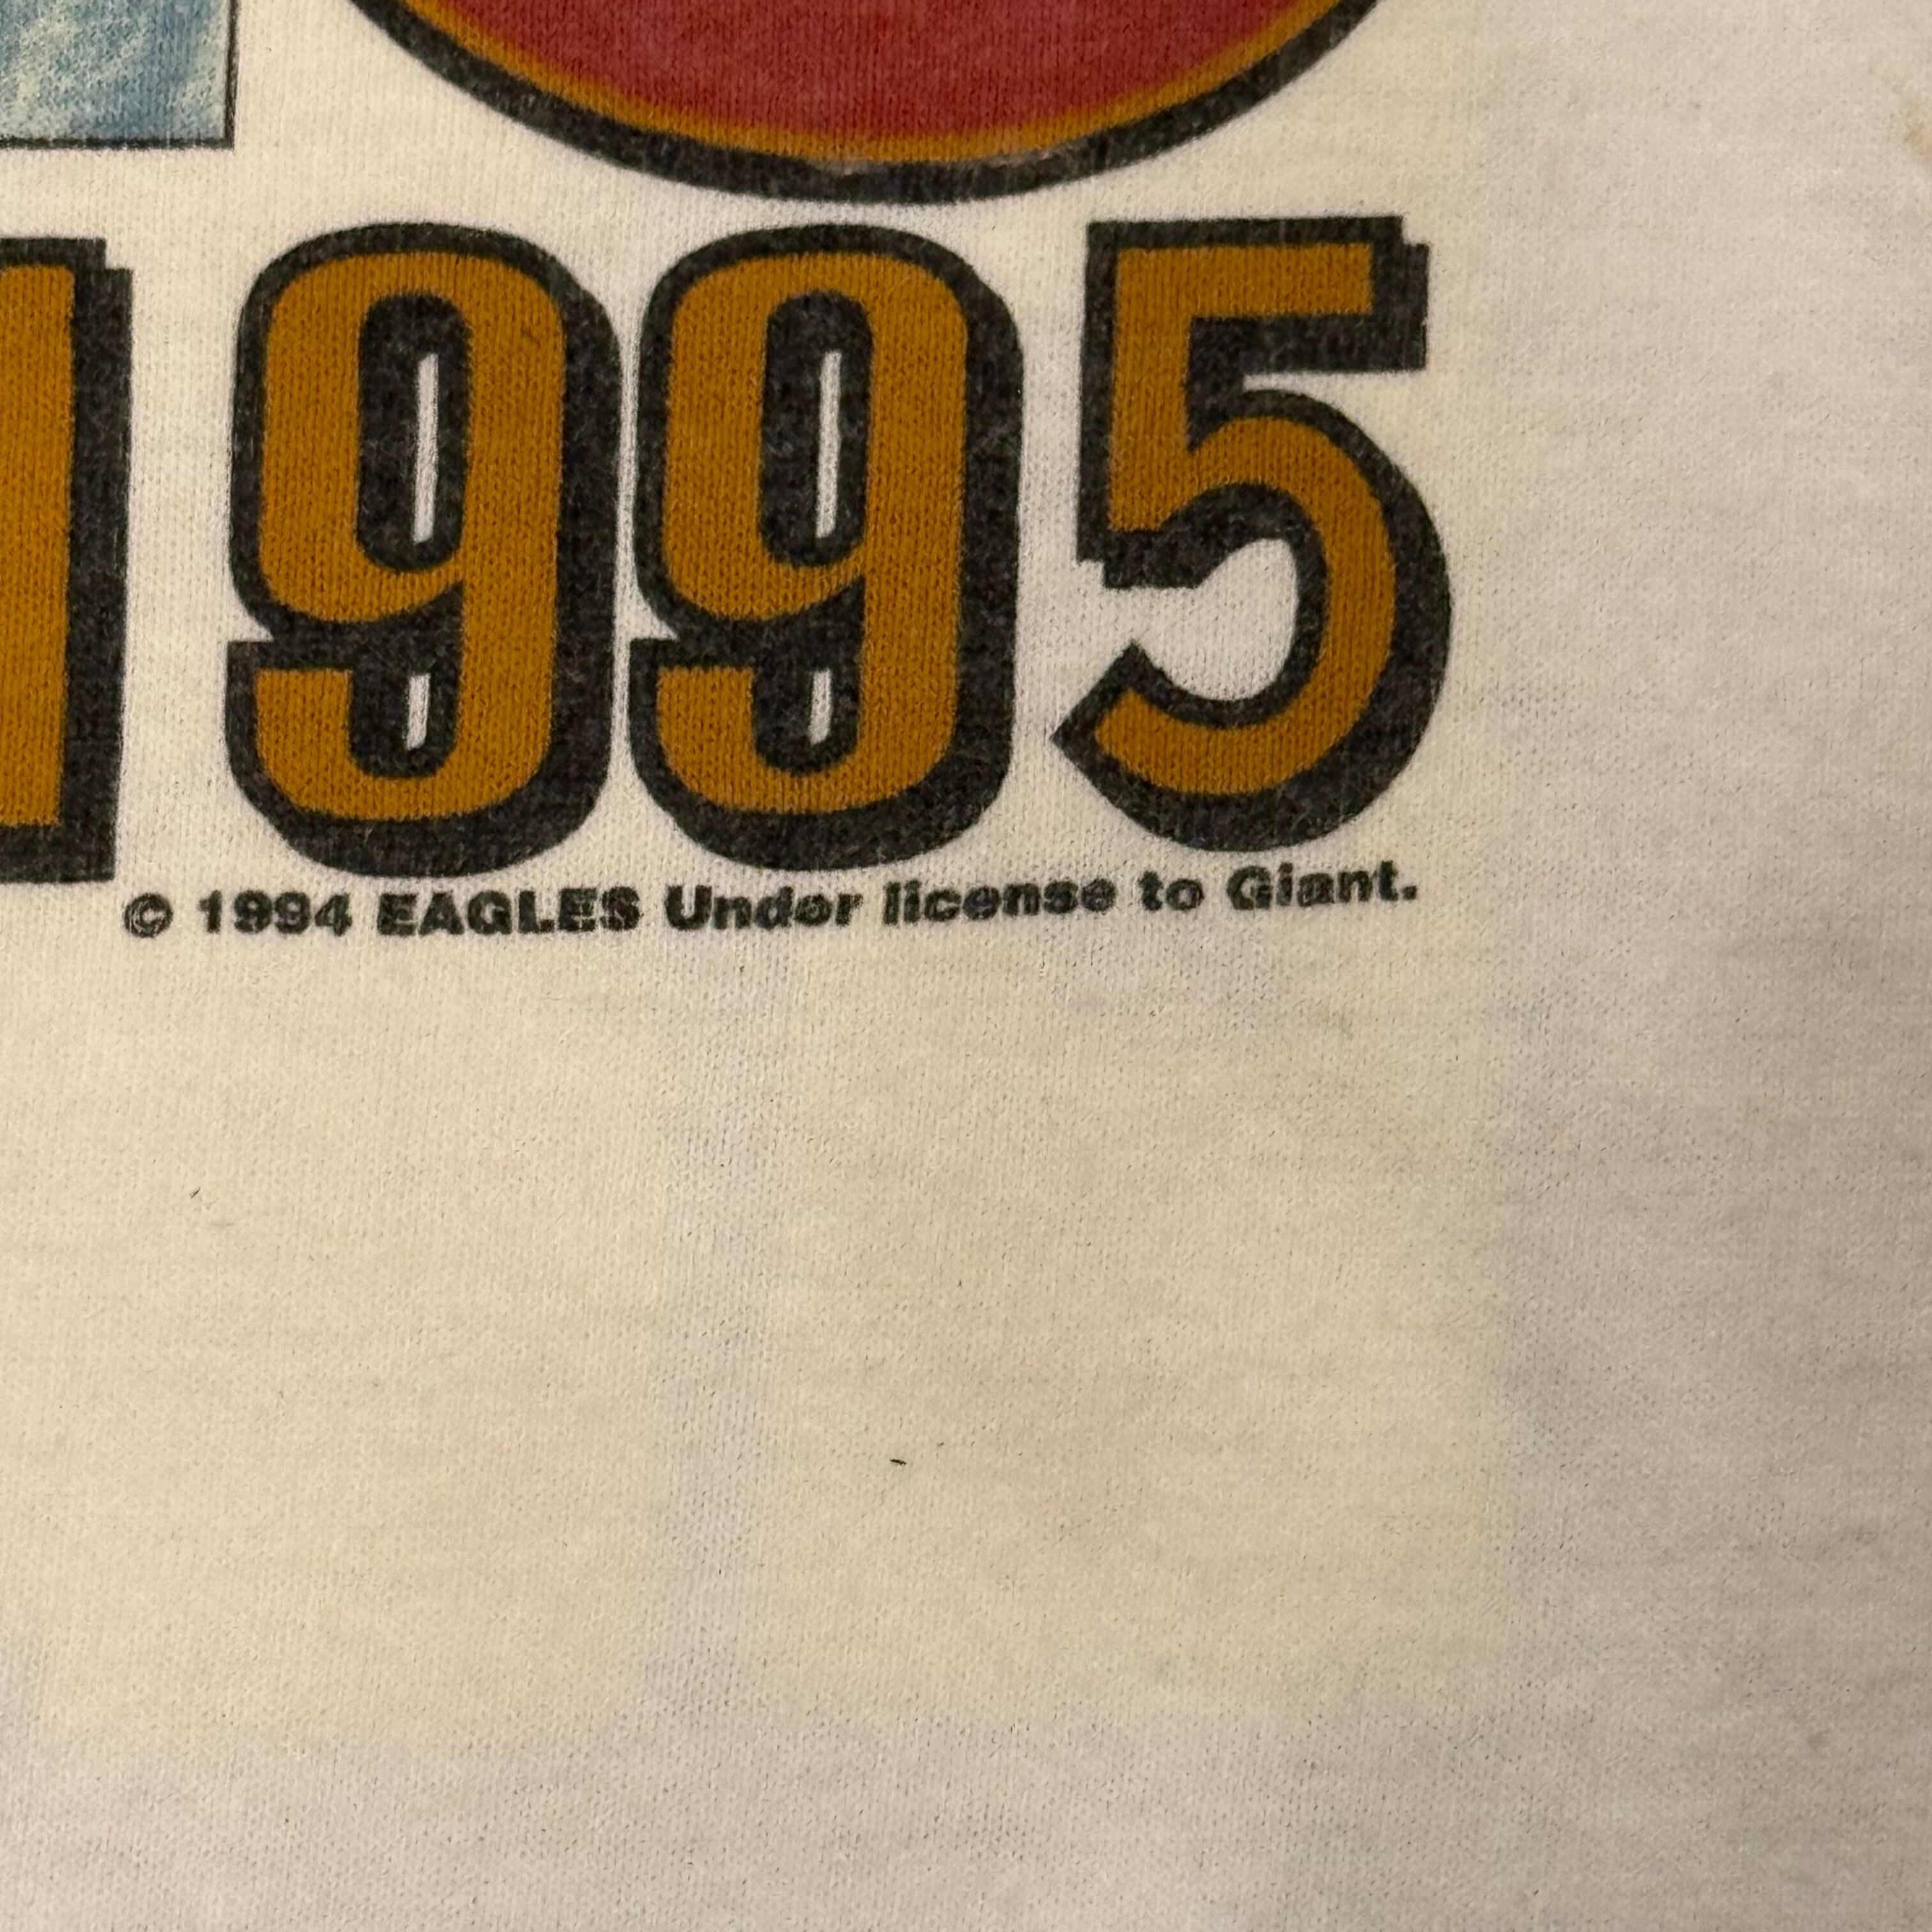 1995
© 1994 EAGLES Under license to Giant.